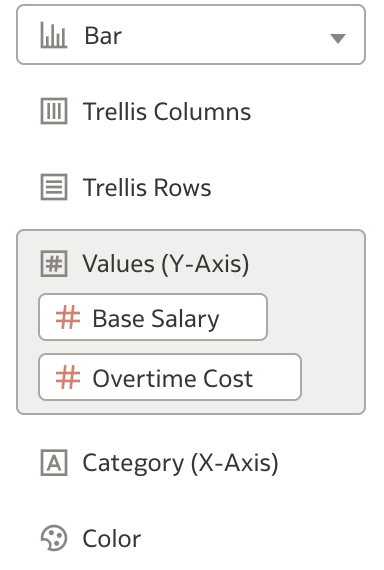 Bar
Trellis Columns
Trellis Rows
# Values (Y-Axis)
# Base Salary
# Overtime Cost
A Category (X-Axis)
Color